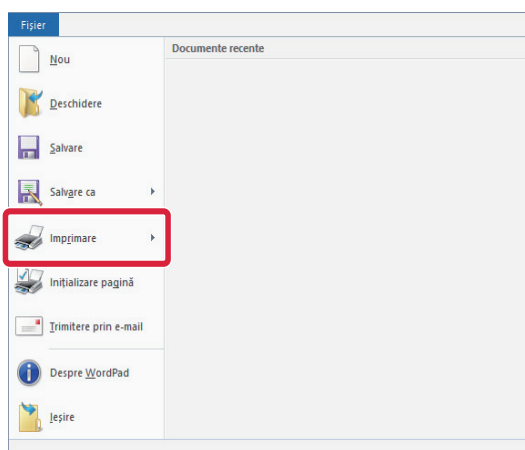 Fișier
Documente recente
Nou
Deschidere
Salvare
Salvare ca
Imprimare
Inițializare pagină
Trimitere prin e-mail
Despre WordPad
Ieșire